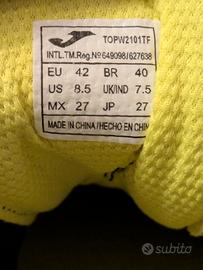 TOPW2101TF
INTL.TM.Reg.Nº649098/627638
EU 42 BR 40
US 8.5 UK/IND 7.5
MX 27 JP 27
MADE IN CHINA/HECHO EN CHINA
subito